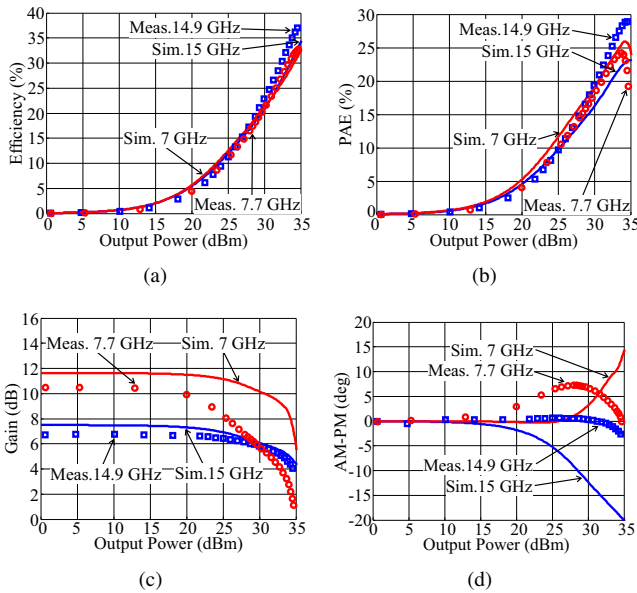 40
35
30
25
20
15
10
5
0
Efficiency (%)
Meas.14.9 GHz
Sim.15 GHz
Sim. 7 GHz
Meas. 7.7 GHz
0 5 10 15 20 25 30 35
Output Power (dBm)
(a)
30
25
20
15
10
5
0
PAE (%)
Meas.14.9 GHz
Sim.15 GHz
Sim. 7 GHz
Meas. 7.7 GHz
0 5 10 15 20 25 30 35
Output Power (dBm)
(b)
16
14
12
10
8
6
4
2
0
Gain (dB)
Meas. 7.7 GHz
Sim. 7 GHz
Meas.14.9 GHz
Sim.15 GHz
0 5 10 15 20 25 30 35
Output Power (dBm)
(c)
20
15
10
5
0
-5
-10
-15
-20
AM-PM (deg)
Sim. 7 GHz
Meas. 7.7 GHz
Meas.14.9 GHz
Sim.15 GHz
0 5 10 15 20 25 30 35
Output Power (dBm)
(d)